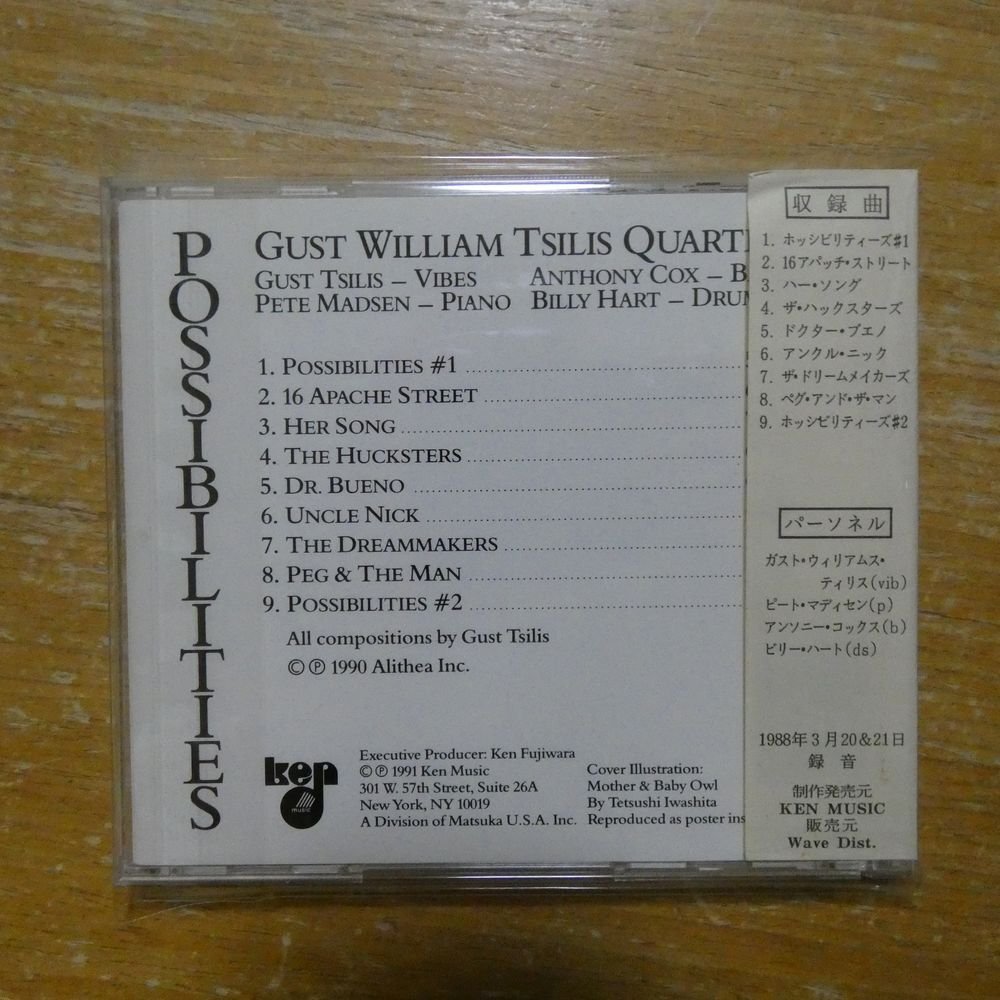 POSSIBILITIES
GUST WILLIAM TSILIS
GUST TSILIS – VIBES ANTHONY COX –
PETE MADSEN – PIANO BILLY HART –
1. POSSIBILITIES #1
2. 16 APACHE STREET
3. HER SONG
4. THE HUCKSTERS
5. DR. BUENO
6. UNCLE NICK
7. THE DREAMMAKERS
8. PEG & THE MAN
9. POSSIBILITIES #2
All compositions by Gust Tsilis
©℗ 1990 Alithea Inc.
ken
music
Executive Producer: Ken Fujiwara
©℗ 1991 Ken Music
301 W. 57th Street, Suite 26A
New York, NY 10019
A Division of Matsuka U.S.A. Inc.
Cover Illustration:
Mother & Baby Owl
By Tetsushi Iwashita
Reproduced as poster
収録曲
1. ホッシビリティーズ#1
2. 16アパッチ・ストリート
3. ハー・ソング
4. ザ・ハックスターズ
5. ドクター・ブエノ
6. アンクル・ニック
7. ザ・ドリームメイカーズ
8. ペグ・アンド・ザ・マン
9. ホッシビリティーズ#2
パーソネル
ガスト・ウィリアムス・
ティリス(vib)
ピート・マディセン(p)
アンソニー・コックス(b)
ビリー・ハート(ds)
1988年3月20&21日
録音
制作発売元
KEN MUSIC
販売元
Wave Dist.